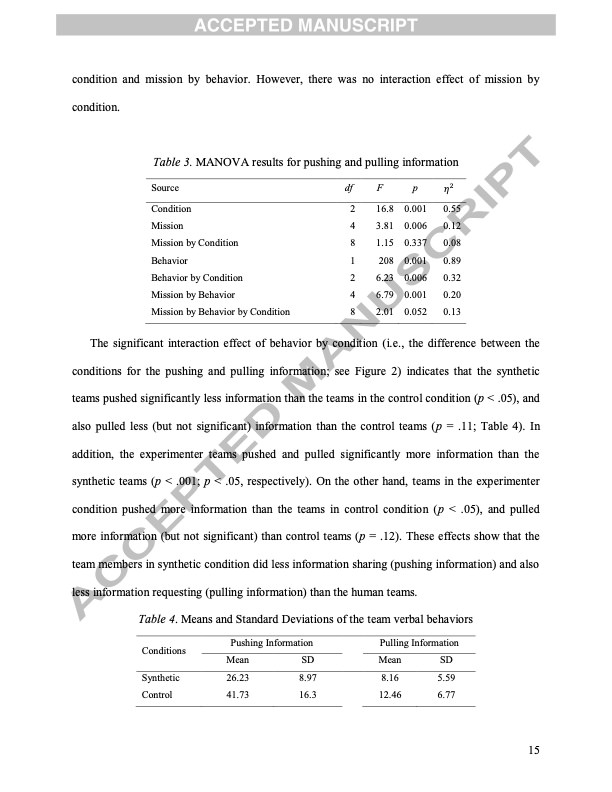 ACCEPTED MANUSCRIPT
condition and mission by behavior. However, there was no interaction effect of mission by
condition.
Table 3. MANOVA results for pushing and pulling information
Source df F p η²
Condition 2 16.8 0.001 0.55
Mission 4 3.81 0.006 0.12
Mission by Condition 8 1.15 0.337 0.08
Behavior 1 208 0.001 0.89
Behavior by Condition 2 6.23 0.006 0.32
Mission by Behavior 4 6.79 0.001 0.20
Mission by Behavior by Condition 8 2.01 0.052 0.13
The significant interaction effect of behavior by condition (i.e., the difference between the
conditions for the pushing and pulling information; see Figure 2) indicates that the synthetic
teams pushed significantly less information than the teams in the control condition (p < .05), and
also pulled less (but not significant) information than the control teams (p = .11; Table 4). In
addition, the experimenter teams pushed and pulled significantly more information than the
synthetic teams (p < .001; p < .05, respectively). On the other hand, teams in the experimenter
condition pushed more information than the teams in control condition (p < .05), and pulled
more information (but not significant) than control teams (p = .12). These effects show that the
team members in synthetic condition did less information sharing (pushing information) and also
less information requesting (pulling information) than the human teams.
Table 4. Means and Standard Deviations of the team verbal behaviors
Conditions Pushing Information Pulling Information
Mean SD Mean SD
Synthetic 26.23 8.97 8.16 5.59
Control 41.73 16.3 12.46 6.77
15
ACCEPTED MANUSCRIPT